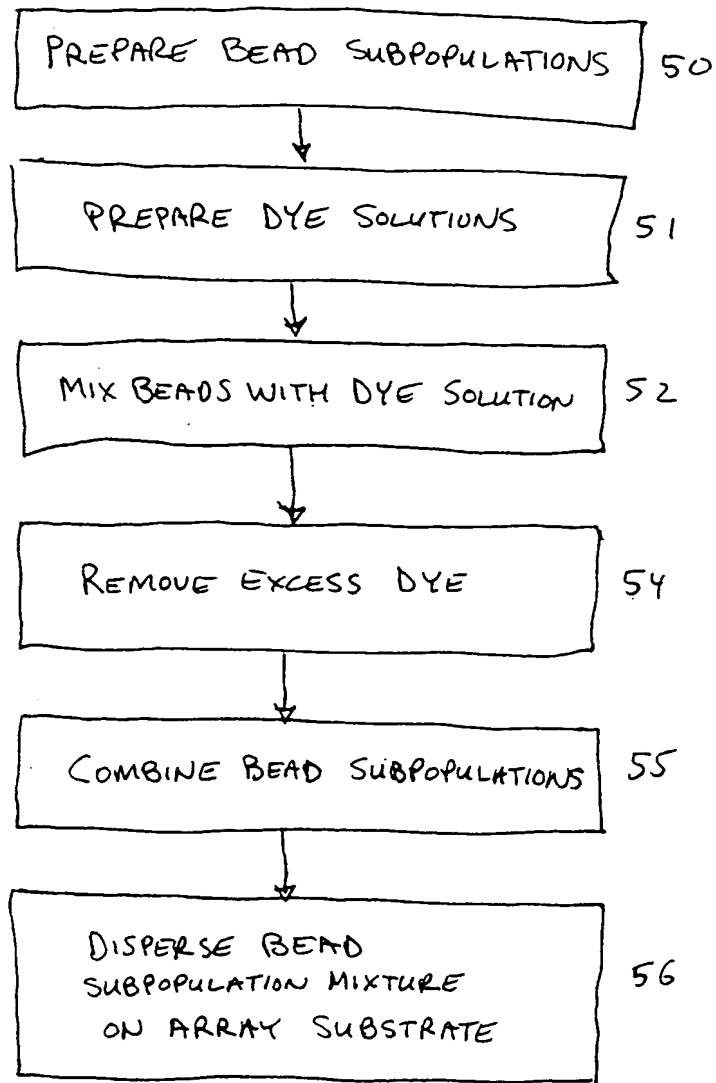 PREPARE BEAD SUBPOPULATIONS 50
PREPARE DYE SOLUTIONS 51
MIX BEADS WITH DYE SOLUTION 52
REMOVE EXCESS DYE 54
COMBINE BEAD SUBPOPULATIONS 55
DISPERSE BEAD
SUBPOPULATION MIXTURE
ON ARRAY SUBSTRATE
56